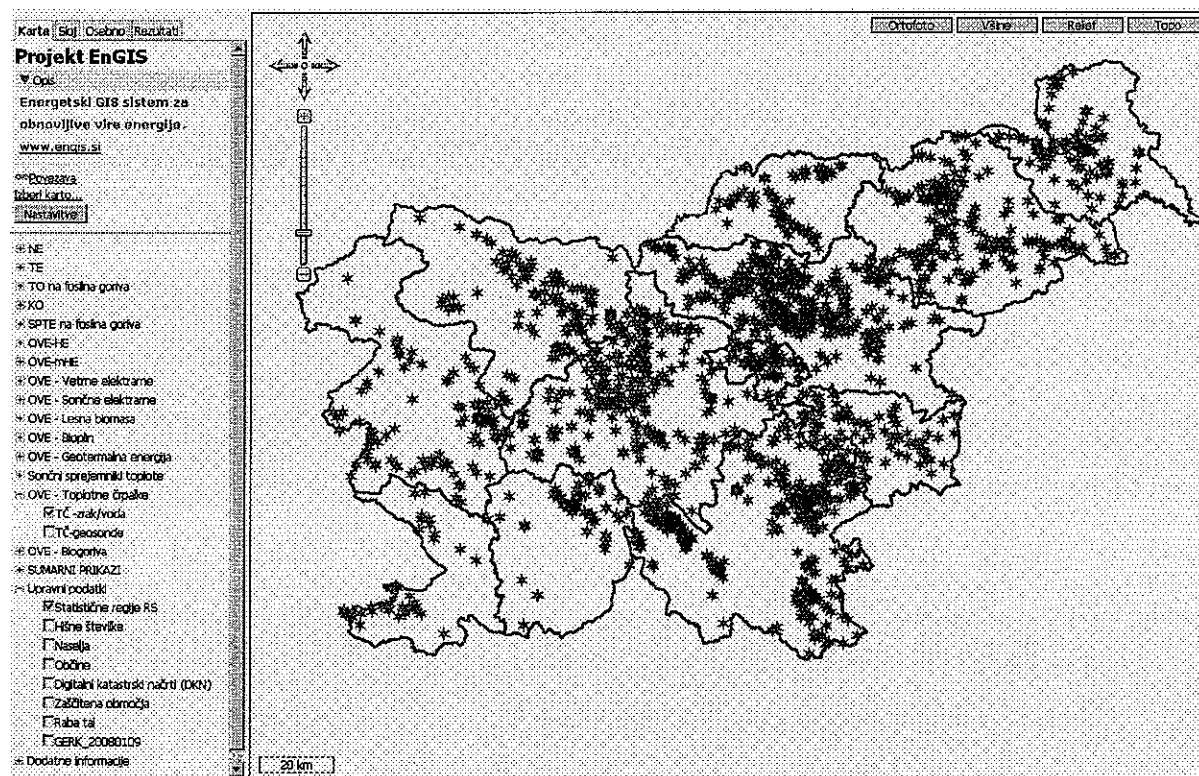 Karta Sloj Osebno Rezultati
Projekt EnGIS
Opis
Energetski GIS sistem za
obnovljive vire energije.
www.engis.si
Povezava
Izberi karto...
Nastavitve
NE
TE
TO na fosilna goriva
KO
SPTE na fosilna goriva
OVE-HE
OVE-mHE
OVE - Vetrne elektrarne
OVE - Sončne elektrarne
OVE - Lesna biomasa
OVE - Bioplin
OVE - Geotermalna energija
Sončni sprejemniki toplote
OVE - Toplotne črpalke
TČ -zrak/voda
TČ-geosonde
OVE - Biogoriva
SUMARNI PRIKAZI
Upravni podatki
Statistične regije RS
Hišne številke
Naselja
Občine
Digitalni katastrski načrti (DKN)
Zaščitena območja
Raba tal
GERK_20080109
Dodatne informacije
Ortofoto Višine Relief Topo
20 km